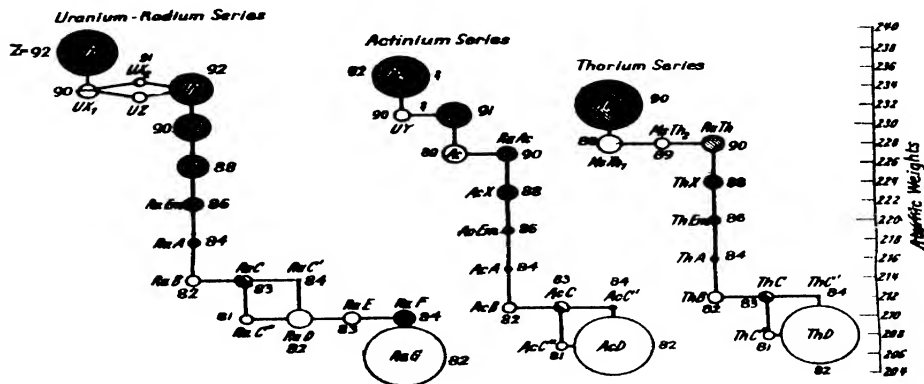 Uranium-Radium Series
Z=92
90
UX₁
91
UX₂
UZ
92
90
88
Ra Em
86
Ra A
84
Ra B
82
Ra C
83
Ra C'
84
81
Ra C"
Ra D
82
Ra E
83
Ra F
84
Ra G
82
Actinium Series
92
?
90
UY
?
91
89
Ac
Ra Ac
90
Ac X
88
Ac Em
86
Ac A
84
Ac B
82
83
Ac C
84
Ac C'
Ac C"
81
Ac D
82
Thorium Series
90
88
Ms Th₁
Ms Th₂
89
Ra Th
90
Th X
88
Th Em
86
Th A
84
Th B
82
Th C
83
Th C'
84
Th C"
81
Th D
82
Weights
240
238
236
234
232
230
228
226
224
222
220
218
216
214
212
210
208
206
204